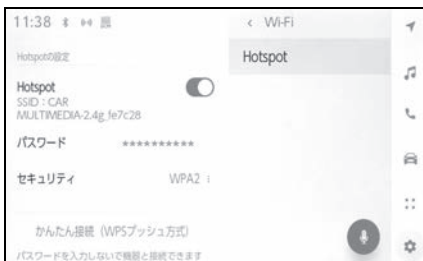 11:38
Hotspotの設定
Hotspot
SSID : CAR
MULTIMEDIA-2.4g_fe7c28
パスワード **********
セキュリティ WPA2
かんたん接続（WPSプッシュ方式）
パスワードを入力しないで機器と接続できます
< Wi-Fi
Hotspot